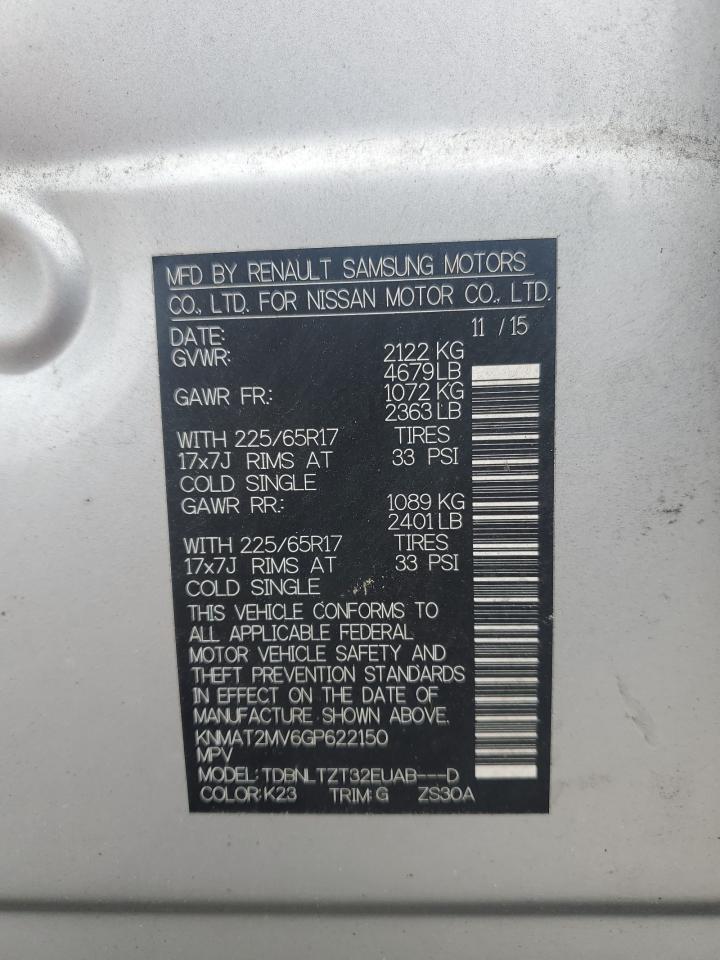 MFD BY RENAULT SAMSUNG MOTORS
CO., LTD. FOR NISSAN MOTOR CO., LTD.
DATE: 11 / 15
GVWR: 2122 KG
4679 LB
GAWR FR.: 1072 KG
2363 LB
WITH 225/65R17 TIRES
17x7J RIMS AT 33 PSI
COLD SINGLE
GAWR RR.: 1089 KG
2401 LB
WITH 225/65R17 TIRES
17x7J RIMS AT 33 PSI
COLD SINGLE
THIS VEHICLE CONFORMS TO
ALL APPLICABLE FEDERAL
MOTOR VEHICLE SAFETY AND
THEFT PREVENTION STANDARDS
IN EFFECT ON THE DATE OF
MANUFACTURE SHOWN ABOVE.
KNMAT2MV6GP622150
MPV
MODEL: TDBNLTZT32EUAB---D
COLOR: K23 TRIM: G ZS30A